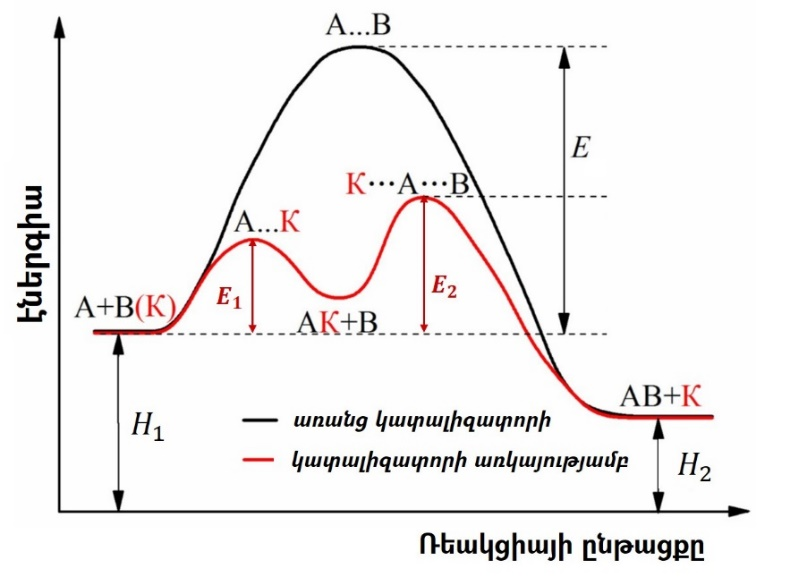 A...B
E
K···A···B
A...K
E₁
E₂
A+B(K)
AK+B
AB+K
H₁
H₂
Էներգիա
առանց կատալիզատորի
կատալիզատորի առկայությամբ
Ռեակցիայի ընթացքը